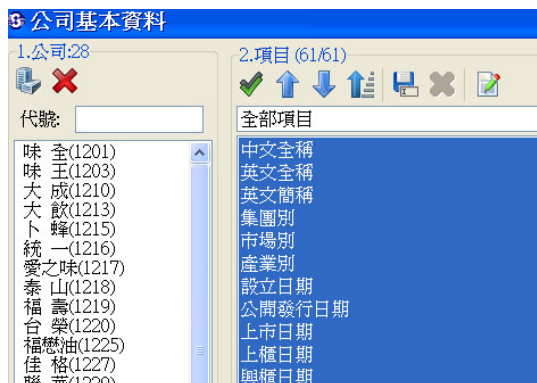 公司基本資料
1.公司:28
2.項目 (61/61)
代號:
全部項目
味 全(1201)
味 王(1203)
大 成(1210)
大 飲(1213)
卜 蜂(1215)
統 一(1216)
愛之味(1217)
泰 山(1218)
福 壽(1219)
台 榮(1220)
福懋油(1225)
佳 格(1227)
聯 華(1229)
中文全稱
英文全稱
英文簡稱
集團別
市場別
產業別
設立日期
公開發行日期
上市日期
上櫃日期
興櫃日期